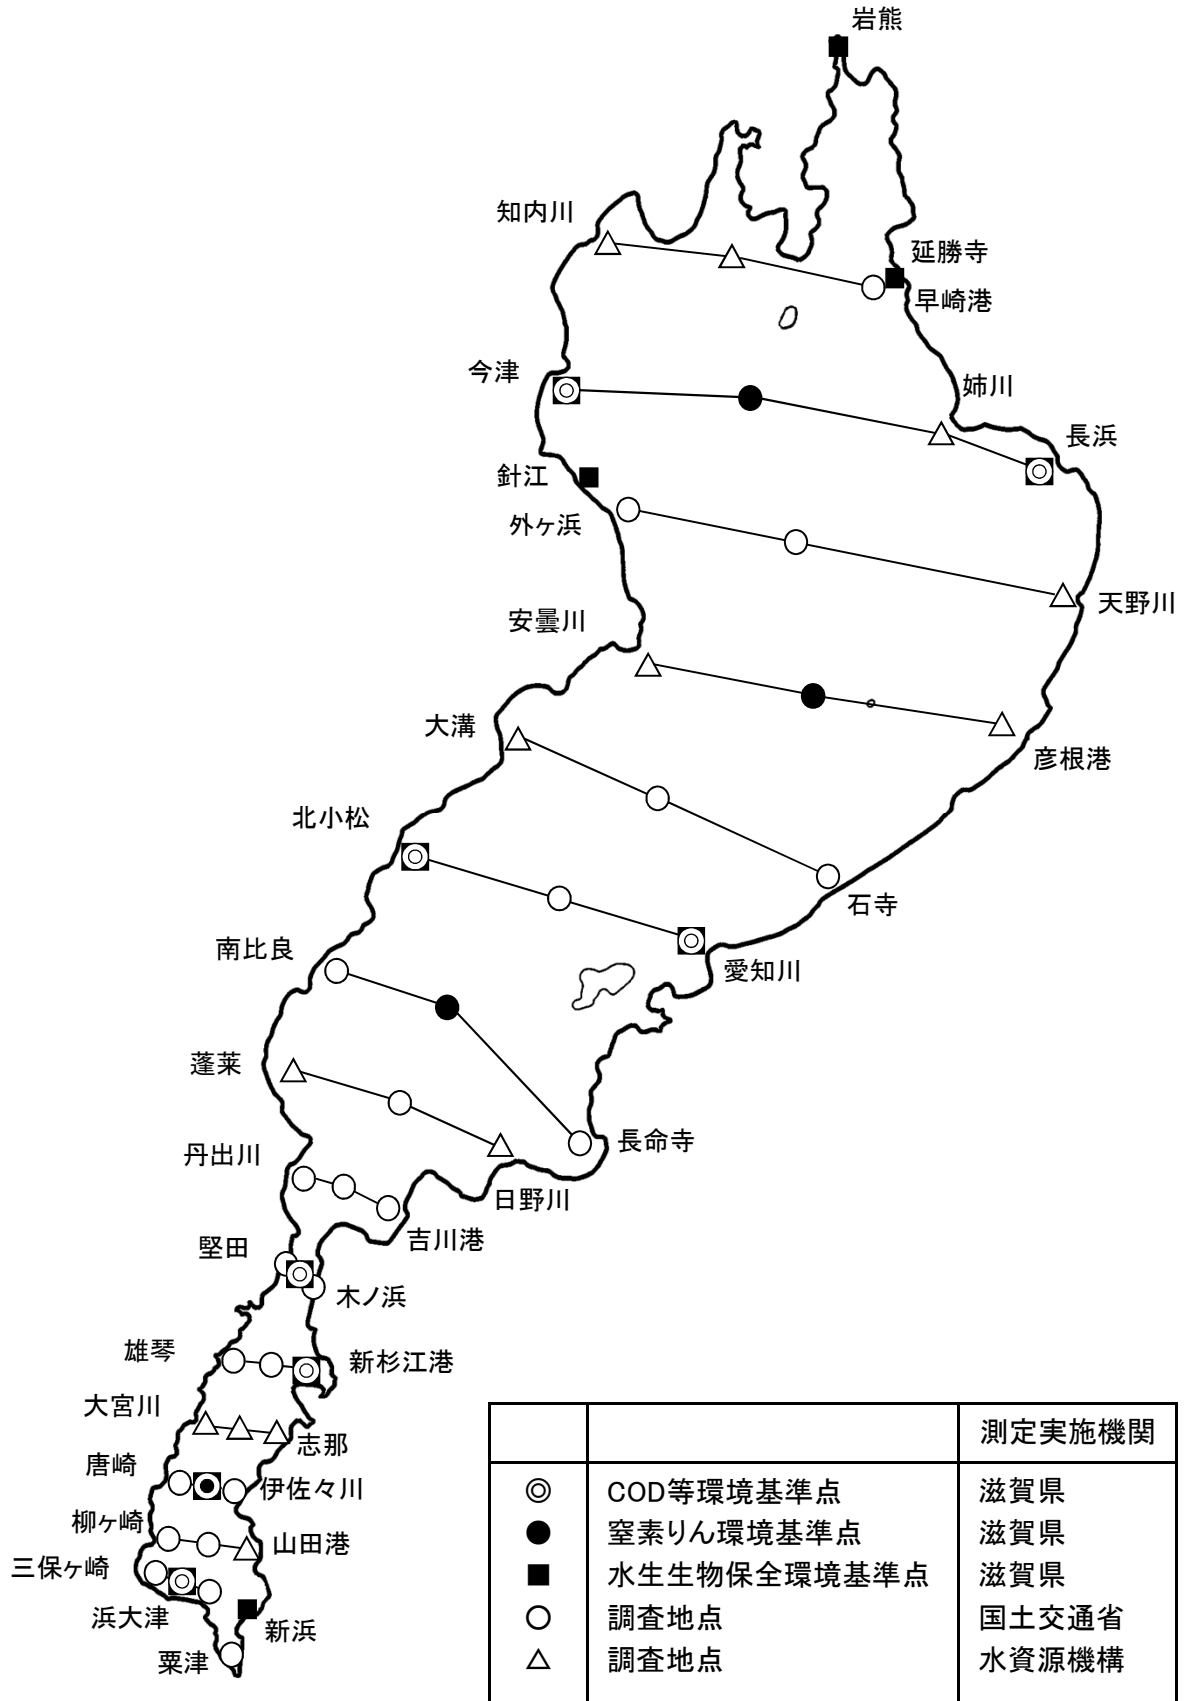 岩熊
知内川
延勝寺
早崎港
今津
姉川
長浜
針江
外ヶ浜
天野川
安曇川
大溝
彦根港
北小松
石寺
南比良
愛知川
蓬莱
長命寺
丹出川
日野川
吉川港
堅田
木ノ浜
雄琴
新杉江港
大宮川
志那
唐崎
伊佐々川
柳ヶ崎
山田港
三保ヶ崎
浜大津
新浜
粟津
測定実施機関
◎ COD等環境基準点 滋賀県
● 窒素りん環境基準点 滋賀県
■ 水生生物保全環境基準点 滋賀県
○ 調査地点 国土交通省
△ 調査地点 水資源機構